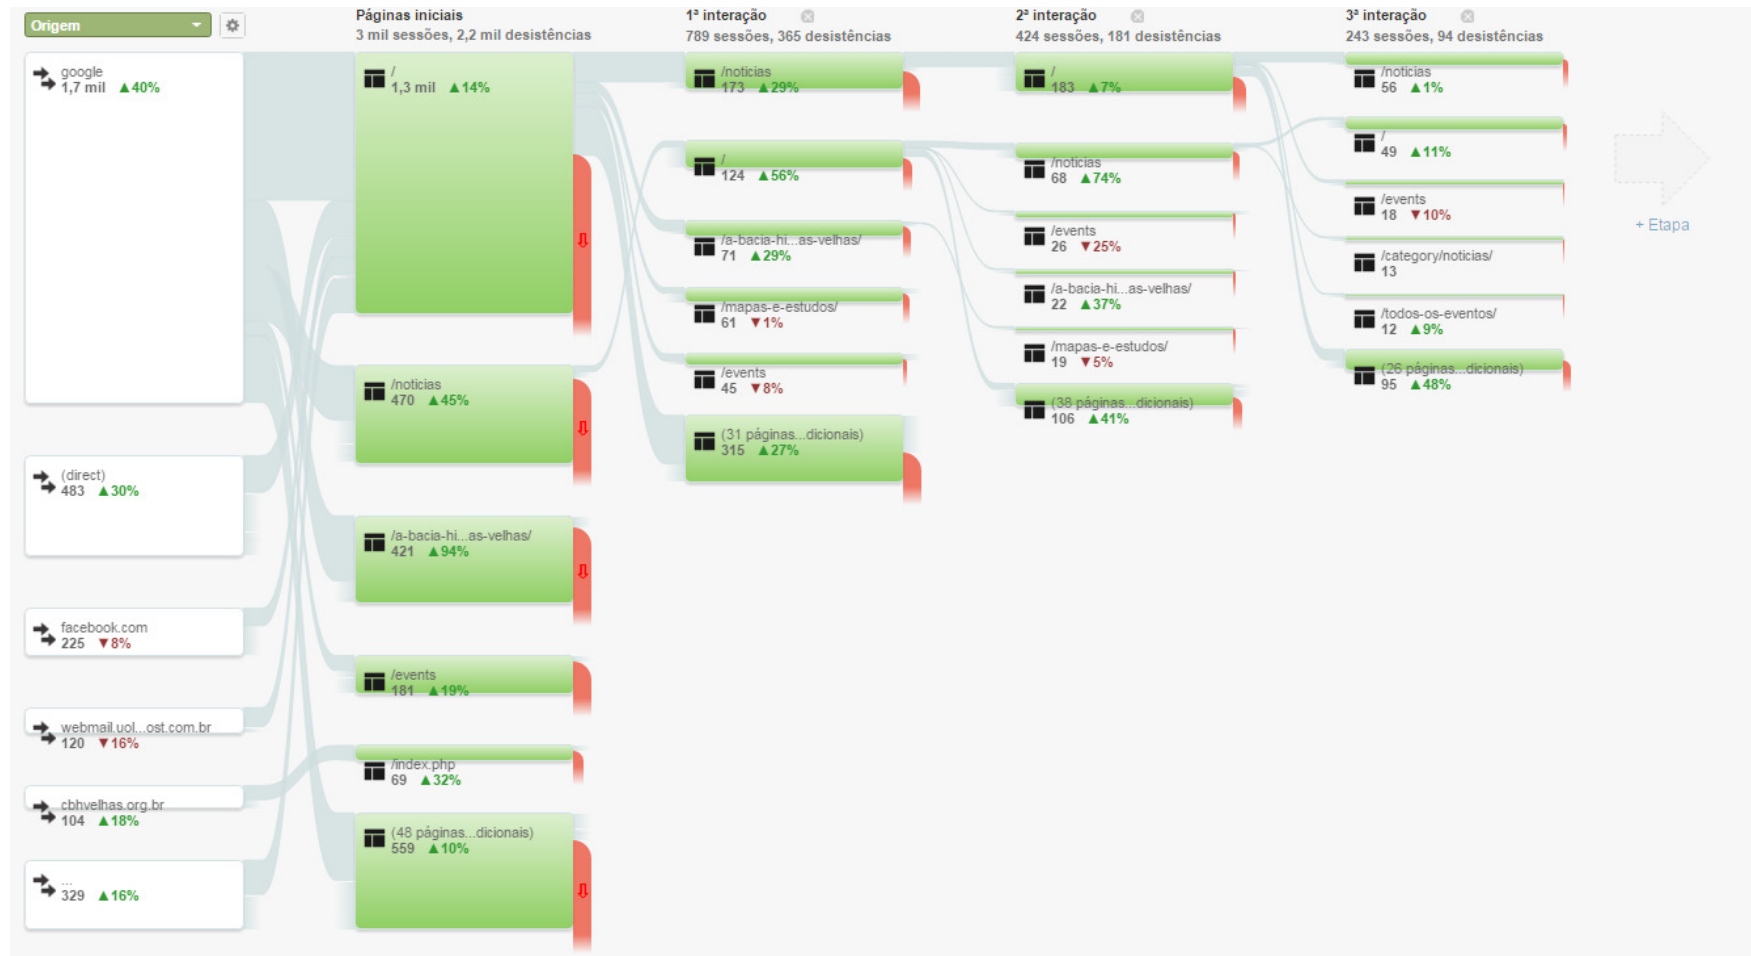 Origem
google
1,7 mil ▲40%
(direct)
483 ▲30%
facebook.com
225 ▼8%
webmail.uol...ost.com.br
120 ▼16%
cbhvelhas.org.br
104 ▲18%
...
329 ▲16%
Páginas iniciais
3 mil sessões, 2,2 mil desistências
/
1,3 mil ▲14%
/noticias
470 ▲45%
/a-bacia-hi...as-velhas/
421 ▲94%
/events
181 ▲19%
/index.php
69 ▲32%
(48 páginas...dicionais)
559 ▲10%
1ª interação
789 sessões, 365 desistências
/noticias
173 ▲29%
/
124 ▲56%
/a-bacia-hi...as-velhas/
71 ▲29%
/mapas-e-estudos/
61 ▼1%
/events
45 ▼8%
(31 páginas...dicionais)
315 ▲27%
2ª interação
424 sessões, 181 desistências
/
183 ▲7%
/noticias
68 ▲74%
/events
26 ▼25%
/a-bacia-hi...as-velhas/
22 ▲37%
/mapas-e-estudos/
19 ▼5%
(38 páginas...dicionais)
106 ▲41%
3ª interação
243 sessões, 94 desistências
/noticias
56 ▲1%
/
49 ▲11%
/events
18 ▼10%
/category/noticias/
13
/todos-os-eventos/
12 ▲9%
(26 páginas...dicionais)
95 ▲48%
+ Etapa